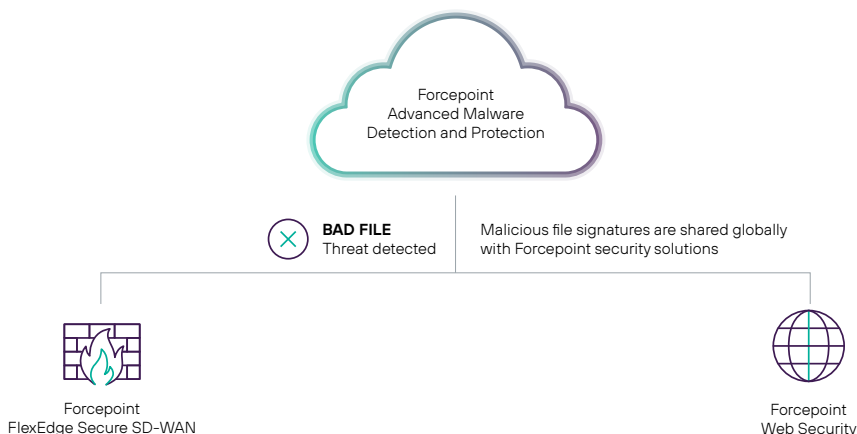 Forcepoint
Advanced Malware
Detection and Protection
BAD FILE
Threat detected
Malicious file signatures are shared globally
with Forcepoint security solutions
Forcepoint
FlexEdge Secure SD-WAN
Forcepoint
Web Security